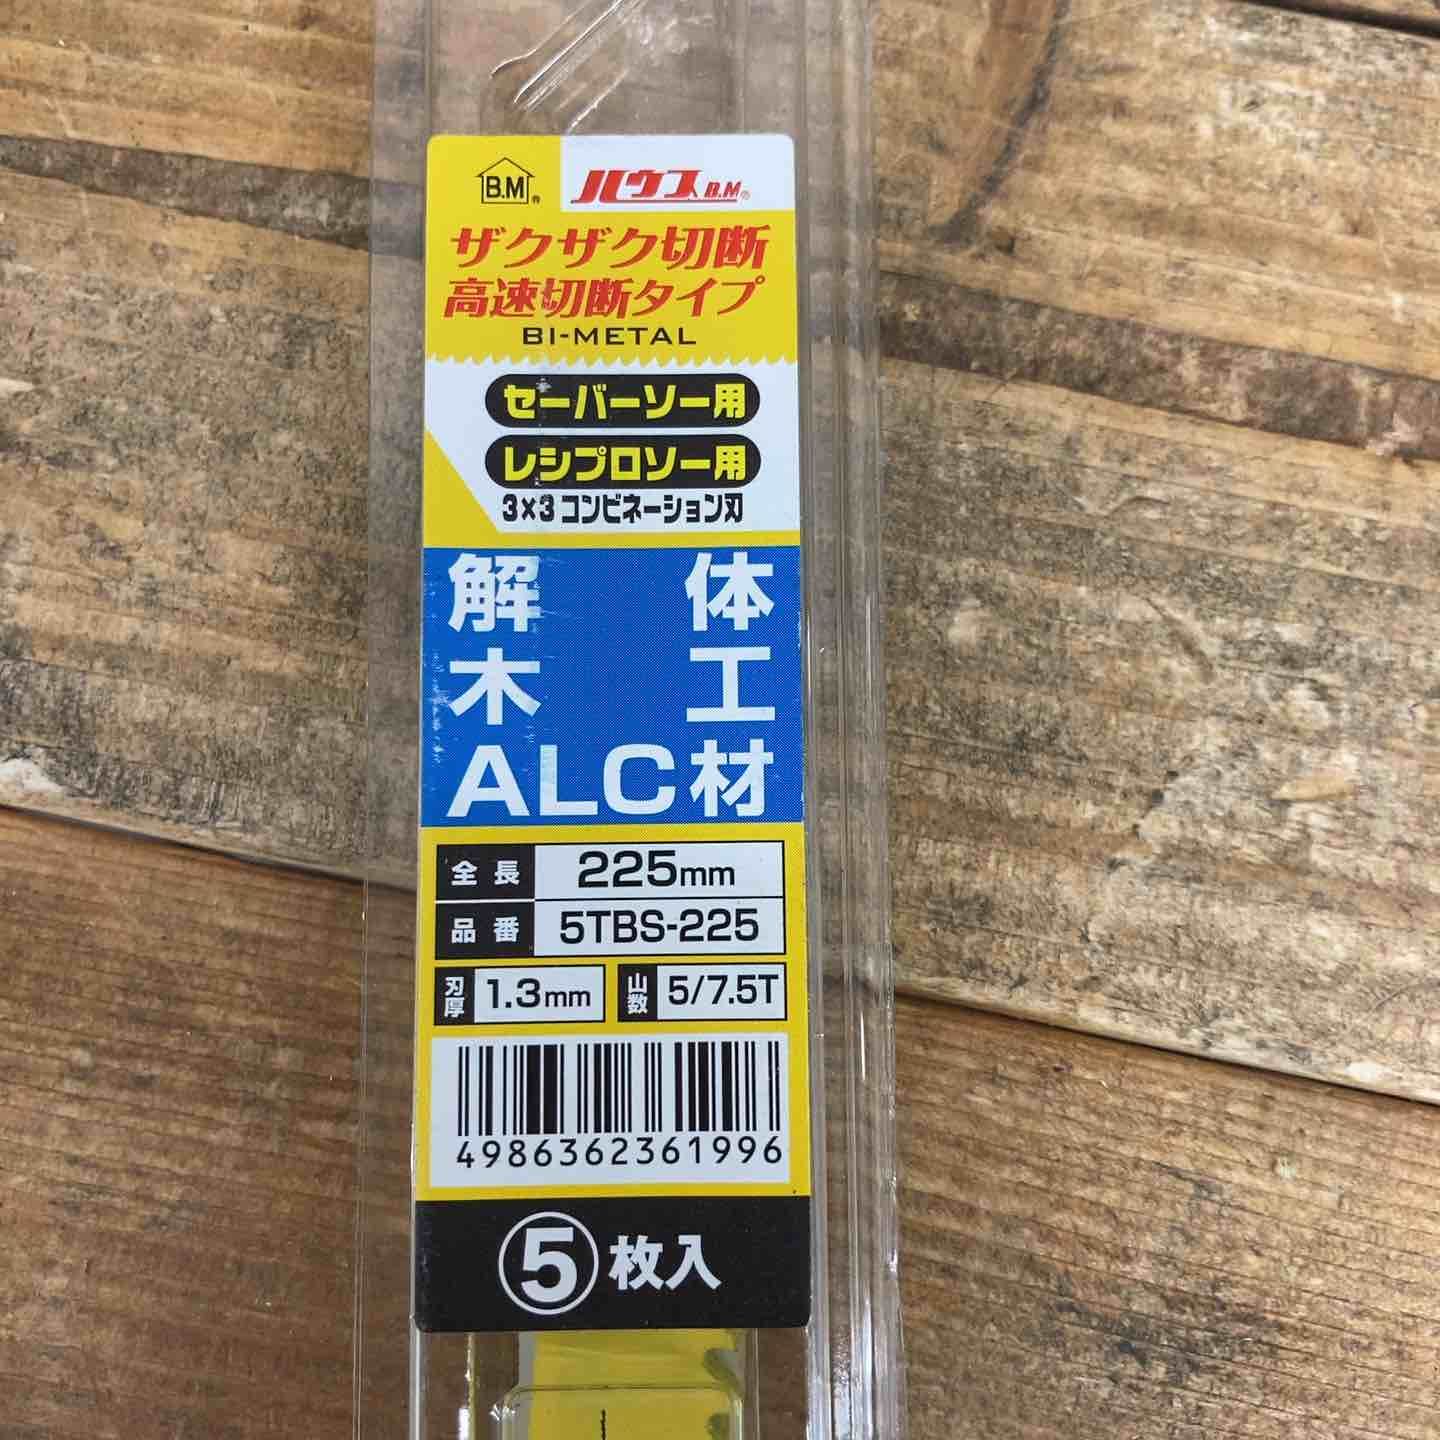 B.M®
ハウスB.M®
ザクザク切断
高速切断タイプ
BI-METAL
セーバーソー用
レシプロソー用
3×3コンビネーション刃
解体
木工
ALC材
全長 225mm
品番 5TBS-225
刃厚 1.3mm 山数 5/7.5T
4986362361996
⑤枚入